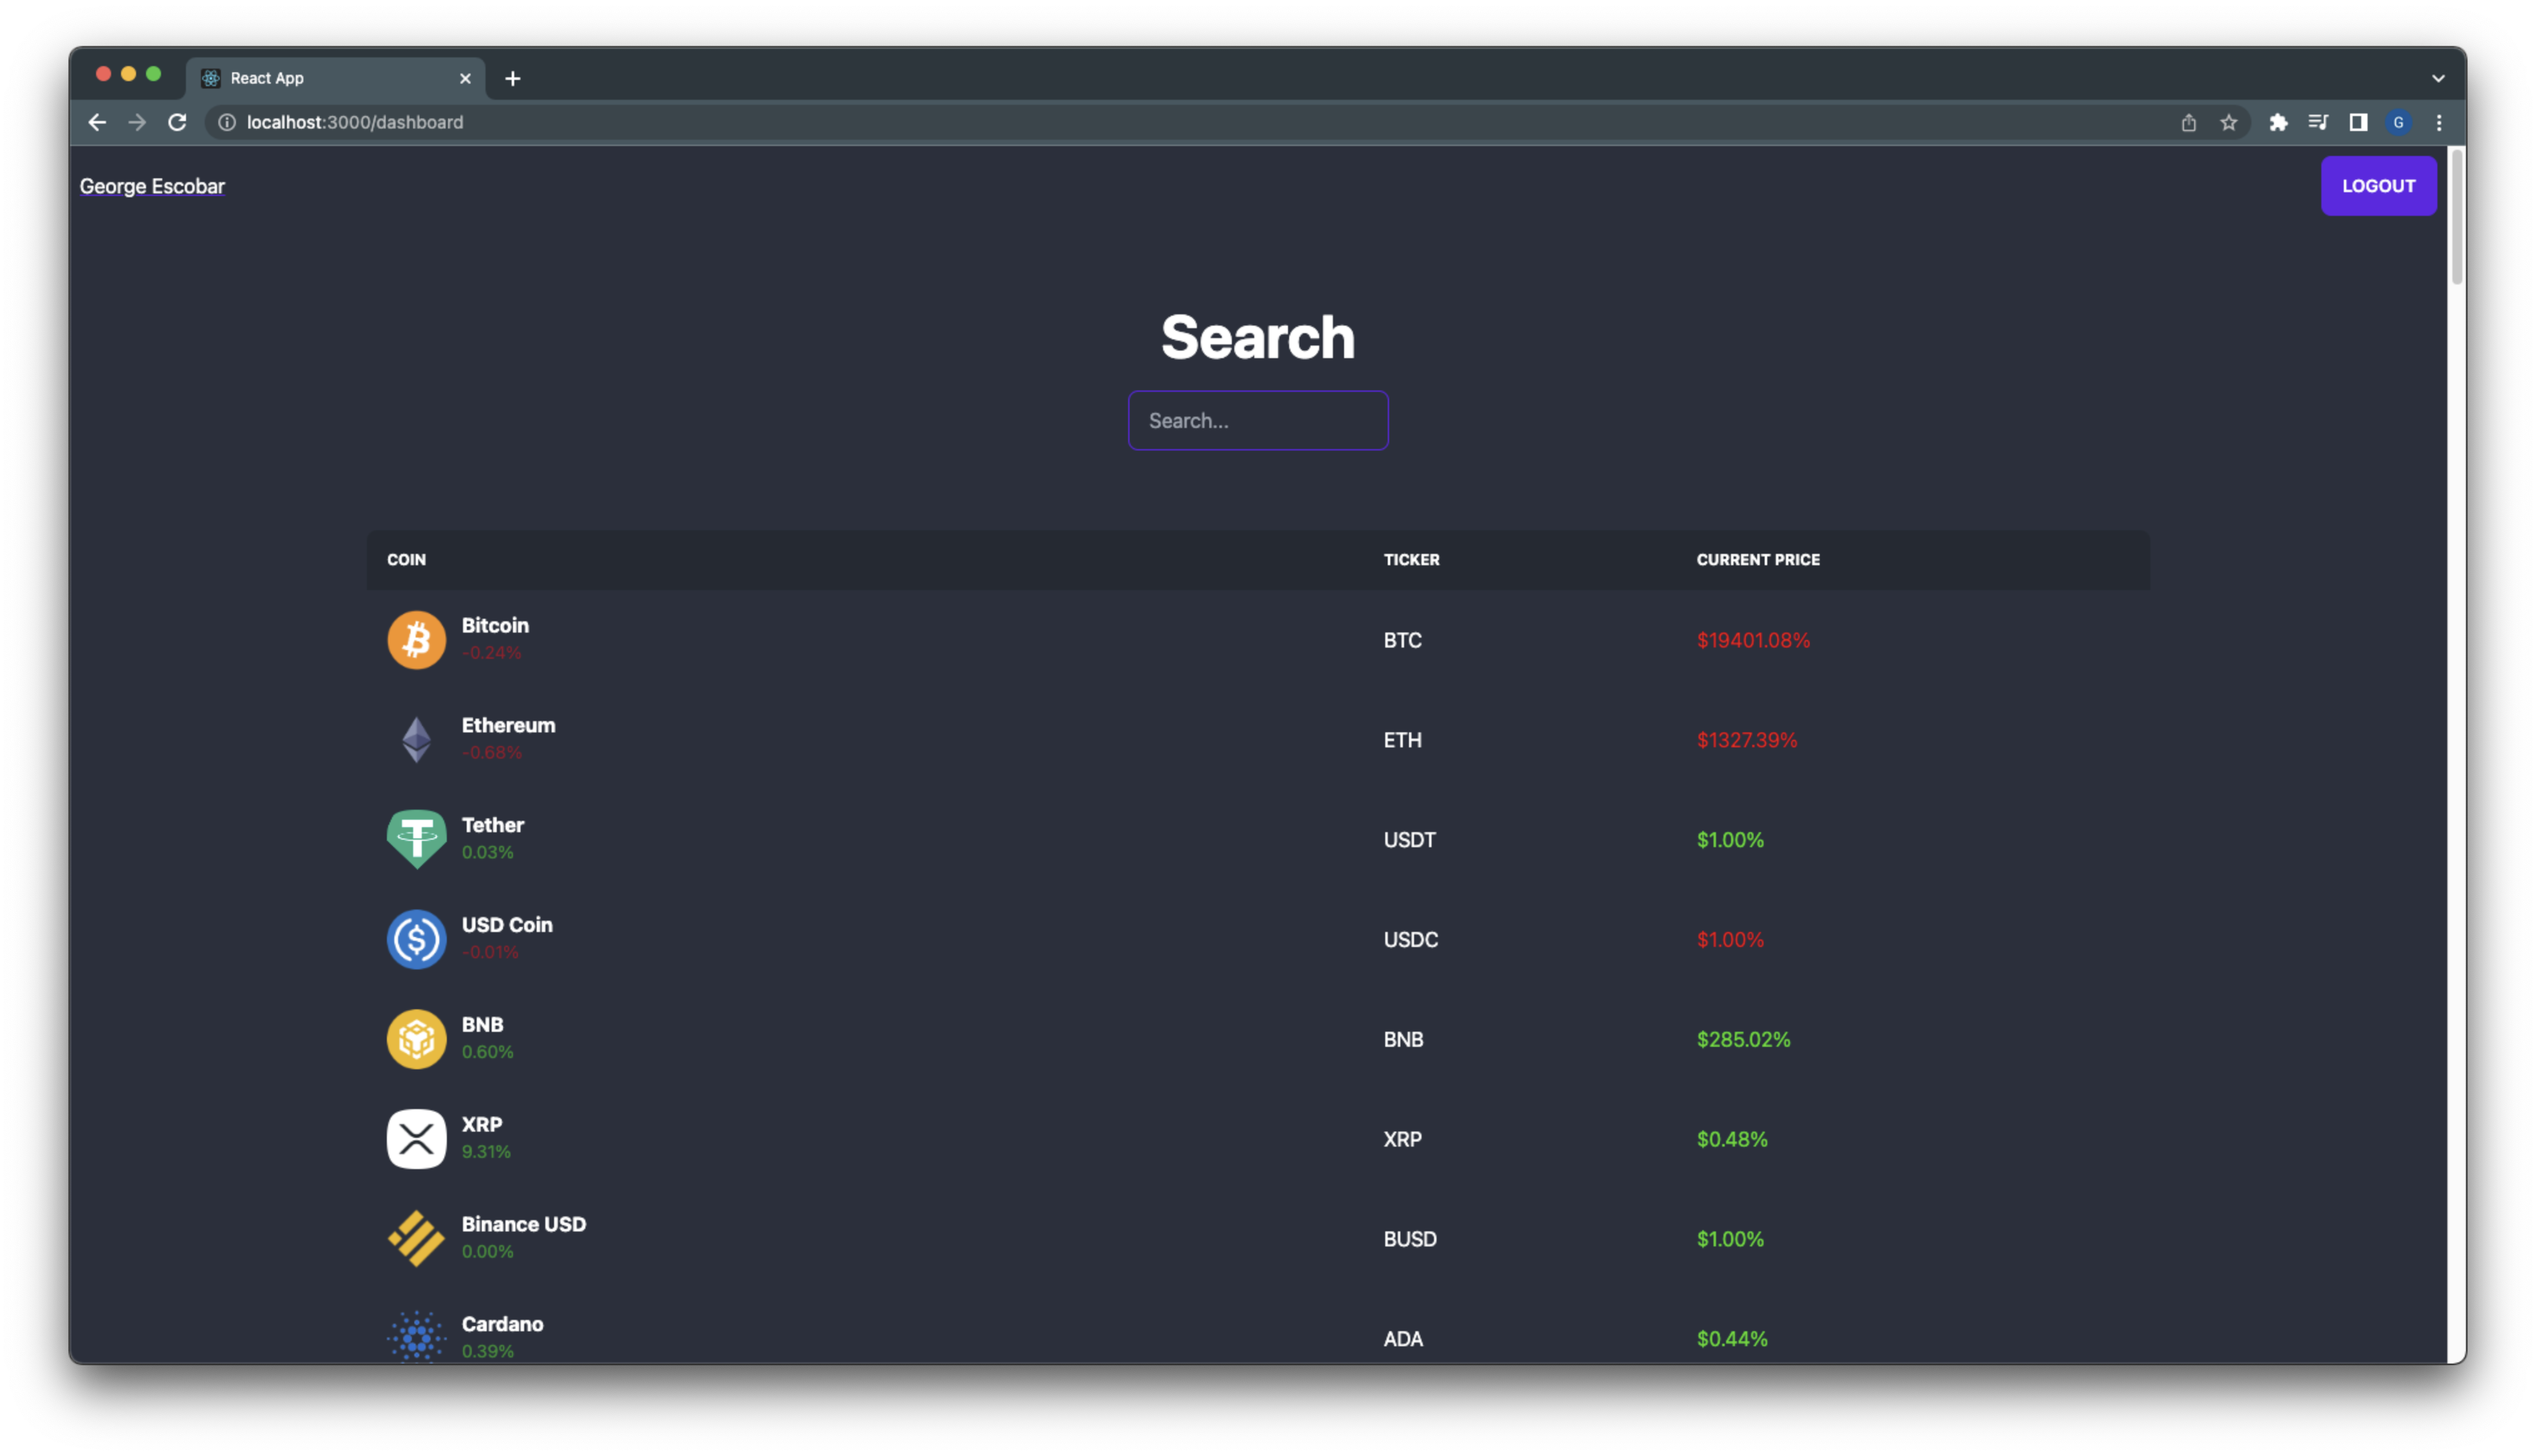 React App
localhost:3000/dashboard
G
George Escobar
LOGOUT
Search
Search...
COIN TICKER CURRENT PRICE
Bitcoin
-0.24%
BTC $19401.08%
Ethereum
-0.68%
ETH $1327.39%
Tether
0.03%
USDT $1.00%
USD Coin
-0.01%
USDC $1.00%
BNB
0.60%
BNB $285.02%
XRP
9.31%
XRP $0.48%
Binance USD
0.00%
BUSD $1.00%
Cardano
0.39%
ADA $0.44%